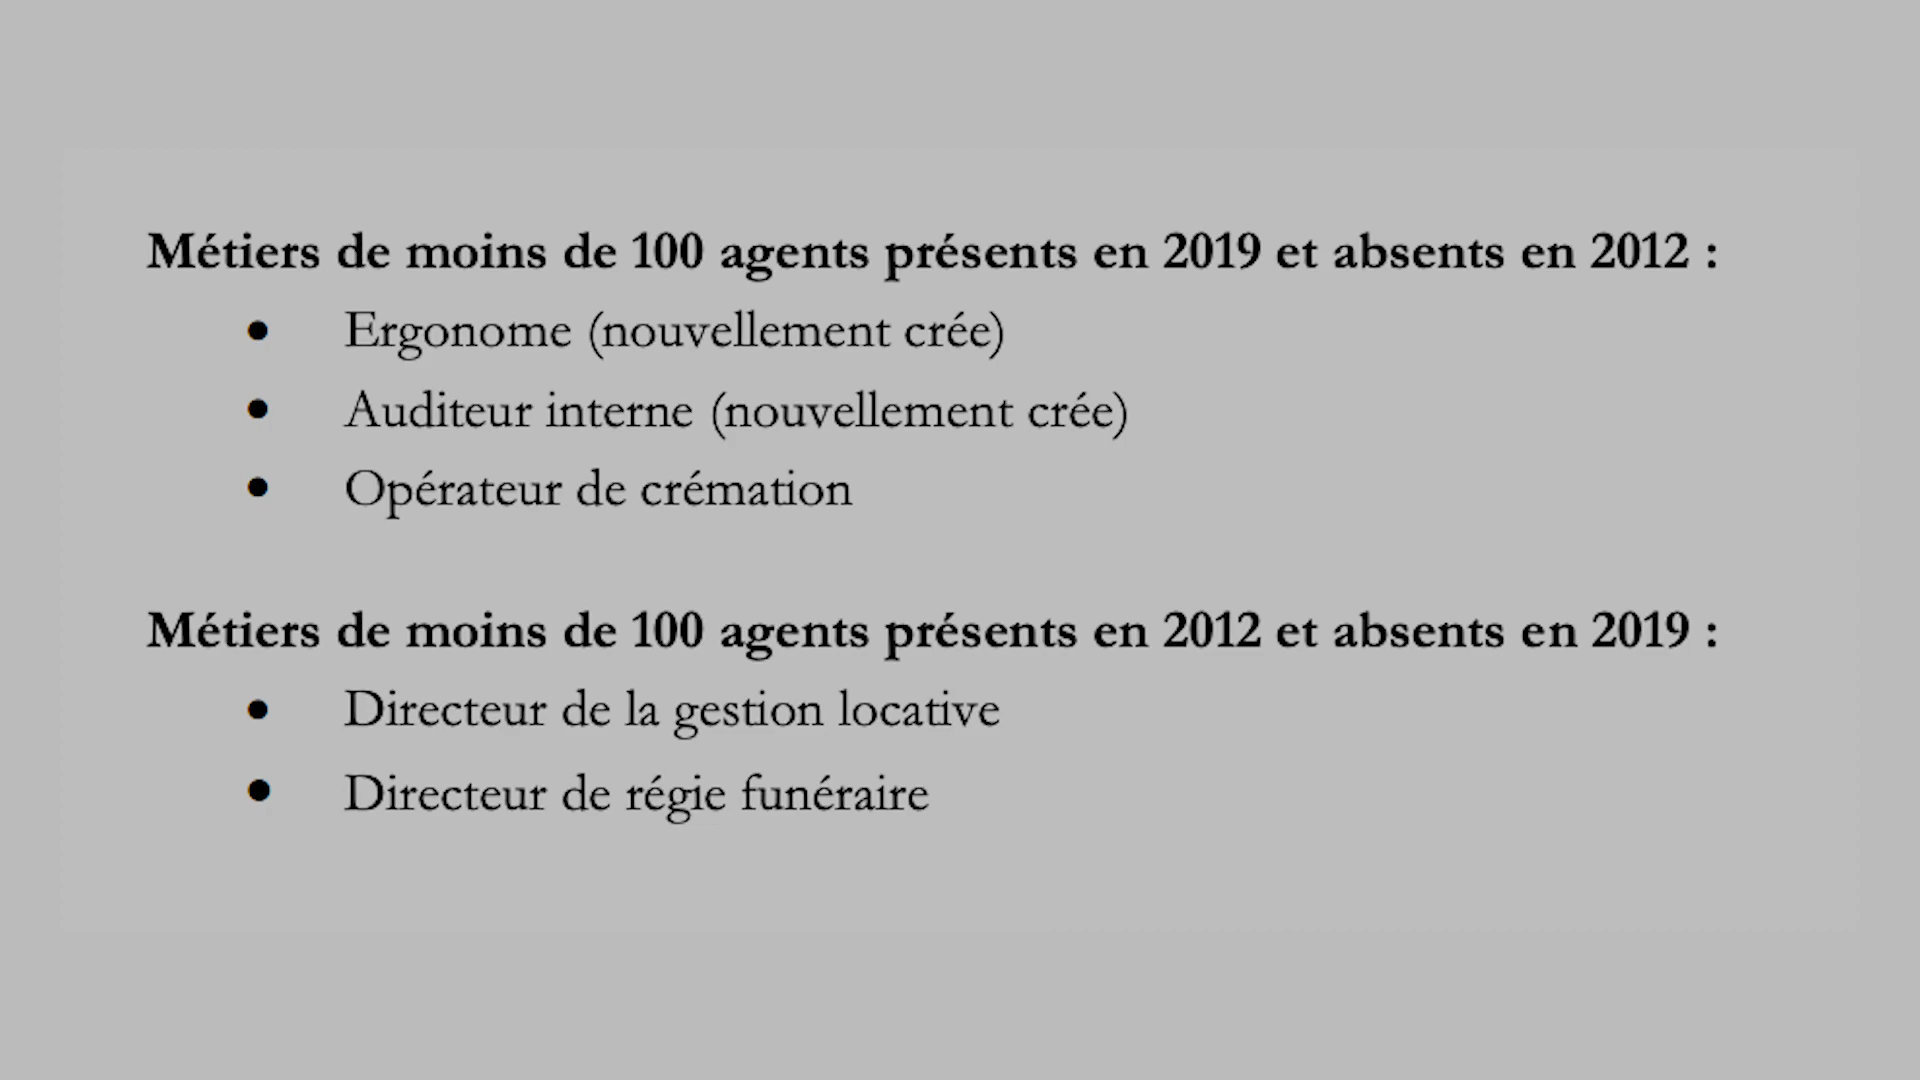 Métiers de moins de 100 agents présents en 2019 et absents en 2012 :
• Ergonome (nouvellement crée)
• Auditeur interne (nouvellement crée)
• Opérateur de crémation
Métiers de moins de 100 agents présents en 2012 et absents en 2019 :
• Directeur de la gestion locative
• Directeur de régie funéraire